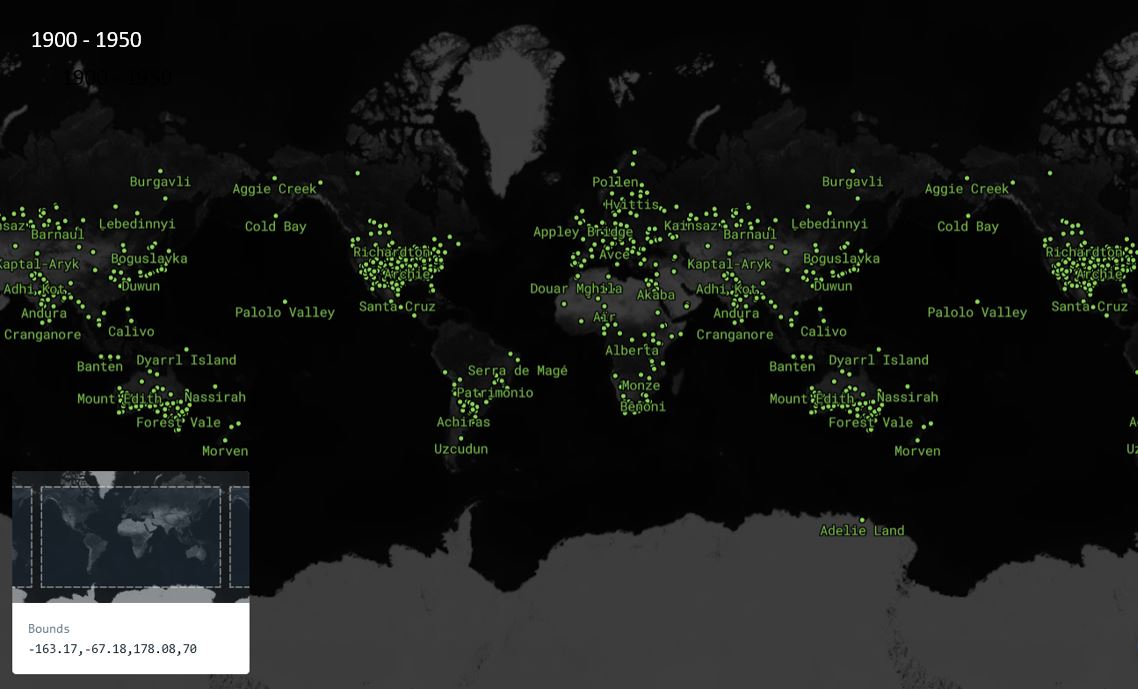 1900 - 1950
1900 - 1950
Burgavli
Aggie Creek
Pollen
Burgavli
Aggie Creek
Hvittis
nsaz
Barnaul
Lebedinnyi
Cold Bay
Appley Bridge
Kainsaz
Barnaul
Lebedinnyi
Cold Bay
Kaptal-Aryk
Boguslavka
Richardton
Avce
Kaptal-Aryk
Boguslavka
Richardton
Archie
Archie
Adhi Kot
Duwun
Douar Mghila
Akaba
Adhi Kot
Duwun
Andura
Palolo Valley
Santa Cruz
Air
Andura
Palolo Valley
Santa Cruz
Cranganore
Calivo
Cranganore
Calivo
Alberta
Banten
Dyarrl Island
Serra de Magé
Banten
Dyarrl Island
Mount Edith
Nassirah
Patrimonio
Monze
Mount Edith
Nassirah
Benoni
Forest Vale
Achiras
Forest Vale
A
Morven
Uzcudun
Morven
Uz
Adelie Land
Bounds
-163.17,-67.18,178.08,70